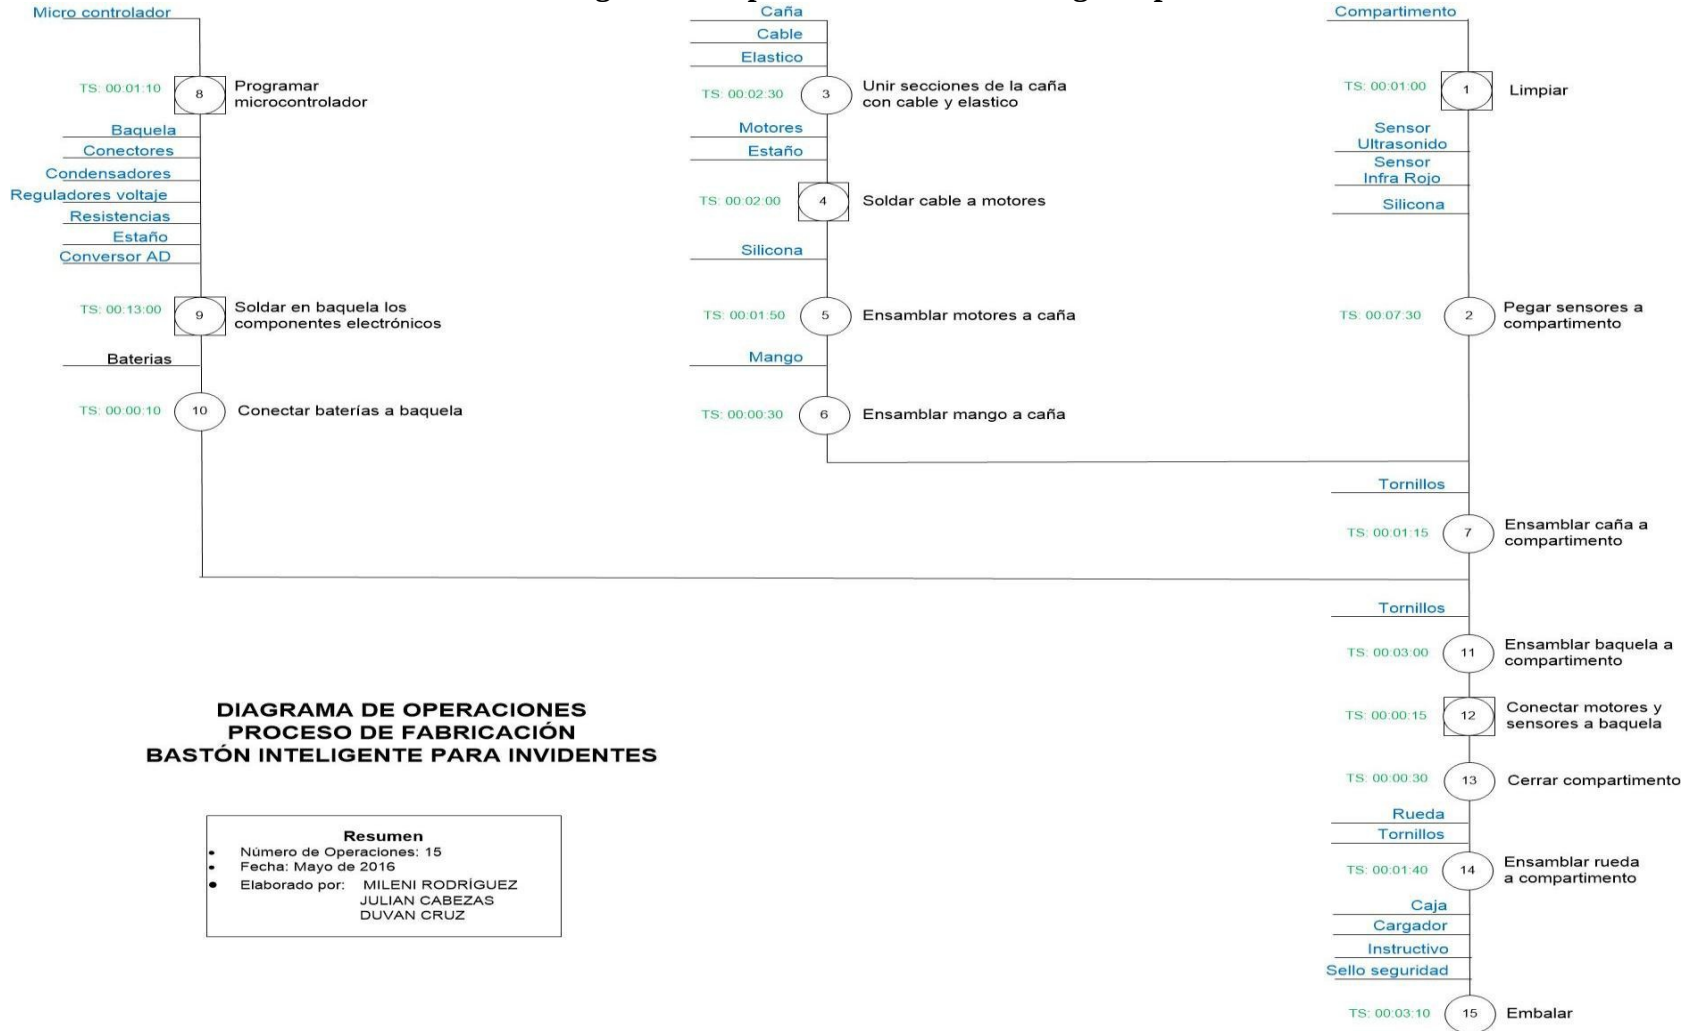 Micro controlador
TS: 00:01:10
8
Programar
microcontrolador
Baquela
Conectores
Condensadores
Reguladores voltaje
Resistencias
Estaño
Conversor AD
TS: 00:13:00
9
Soldar en baquela los
componentes electrónicos
Baterias
TS: 00:00:10
10
Conectar baterías a baquela
Caña
Cable
Elastico
TS: 00:02:30
3
Unir secciones de la caña
con cable y elastico
Motores
Estaño
TS: 00:02:00
4
Soldar cable a motores
Silicona
TS: 00:01:50
5
Ensamblar motores a caña
Mango
TS: 00:00:30
6
Ensamblar mango a caña
Compartimento
TS: 00:01:00
1
Limpiar
Sensor
Ultrasonido
Sensor
Infra Rojo
Silicona
TS: 00:07:30
2
Pegar sensores a
compartimento
Tornillos
TS: 00:01:15
7
Ensamblar caña a
compartimento
Tornillos
TS: 00:03:00
11
Ensamblar baquela a
compartimento
TS: 00:00:15
12
Conectar motores y
sensores a baquela
TS: 00:00:30
13
Cerrar compartimento
Rueda
Tornillos
TS: 00:01:40
14
Ensamblar rueda
a compartimento
Caja
Cargador
Instructivo
Sello seguridad
TS: 00:03:10
15
Embalar
DIAGRAMA DE OPERACIONES
PROCESO DE FABRICACIÓN
BASTÓN INTELIGENTE PARA INVIDENTES
Resumen
• Número de Operaciones: 15
• Fecha: Mayo de 2016
• Elaborado por: MILENI RODRÍGUEZ
JULIAN CABEZAS
DUVAN CRUZ